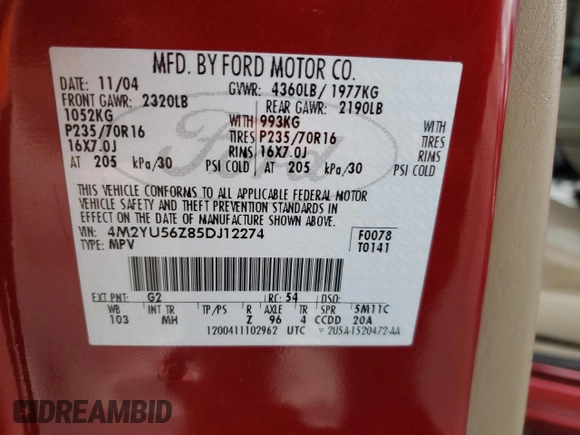 MFD. BY FORD MOTOR CO.
DATE: 11/04 GVWR: 4360LB/ 1977KG
FRONT GAWR: 2320LB REAR GAWR: 2190LB
1052KG WITH 993KG WITH
P235/70R16 TIRES P235/70R16 TIRES
16X7.0J RIMS 16X7.0J RIMS
AT 205 kPa/30 PSI COLD AT 205 kPa/30 PSI COLD
THIS VEHICLE CONFORMS TO ALL APPLICABLE FEDERAL MOTOR
VEHICLE SAFETY AND THEFT PREVENTION STANDARDS IN
EFFECT ON THE DATE OF MANUFACTURE SHOWN ABOVE.
VIN: 4M2YU56Z85DJ12274 F0078
TYPE: MPV T0141
Ford
EXT PNT: G2 RC: 54 DSO:
WB INT TR TP/PS R AXLE TR SPR 5M11C
103 MH Z 96 4 CCDD 20A
1200411102962 UTC 2U5A-1520472-AA
DREAMBID